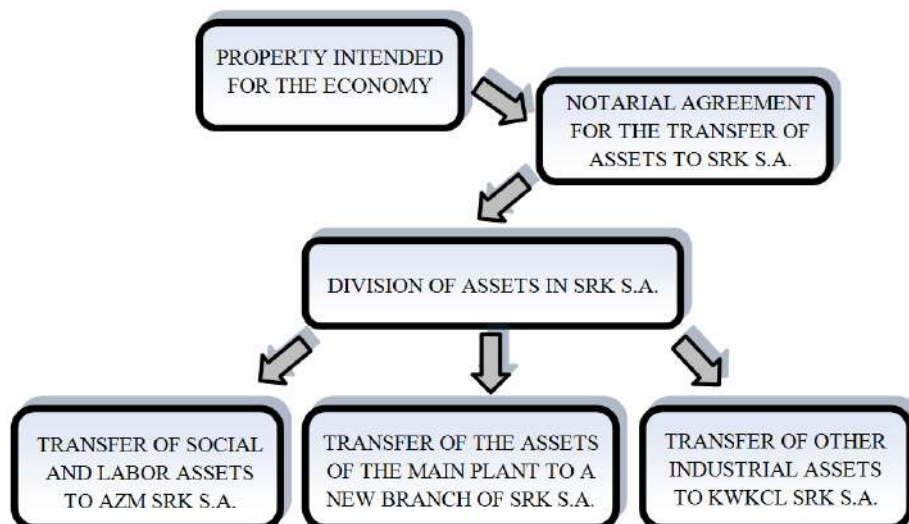 PROPERTY INTENDED
FOR THE ECONOMY
NOTARIAL AGREEMENT
FOR THE TRANSFER OF
ASSETS TO SRK S.A.
DIVISION OF ASSETS IN SRK S.A.
TRANSFER OF SOCIAL
AND LABOR ASSETS
TO AZM SRK S.A.
TRANSFER OF THE ASSETS
OF THE MAIN PLANT TO A
NEW BRANCH OF SRK S.A.
TRANSFER OF OTHER
INDUSTRIAL ASSETS
TO KWKCL SRK S.A.